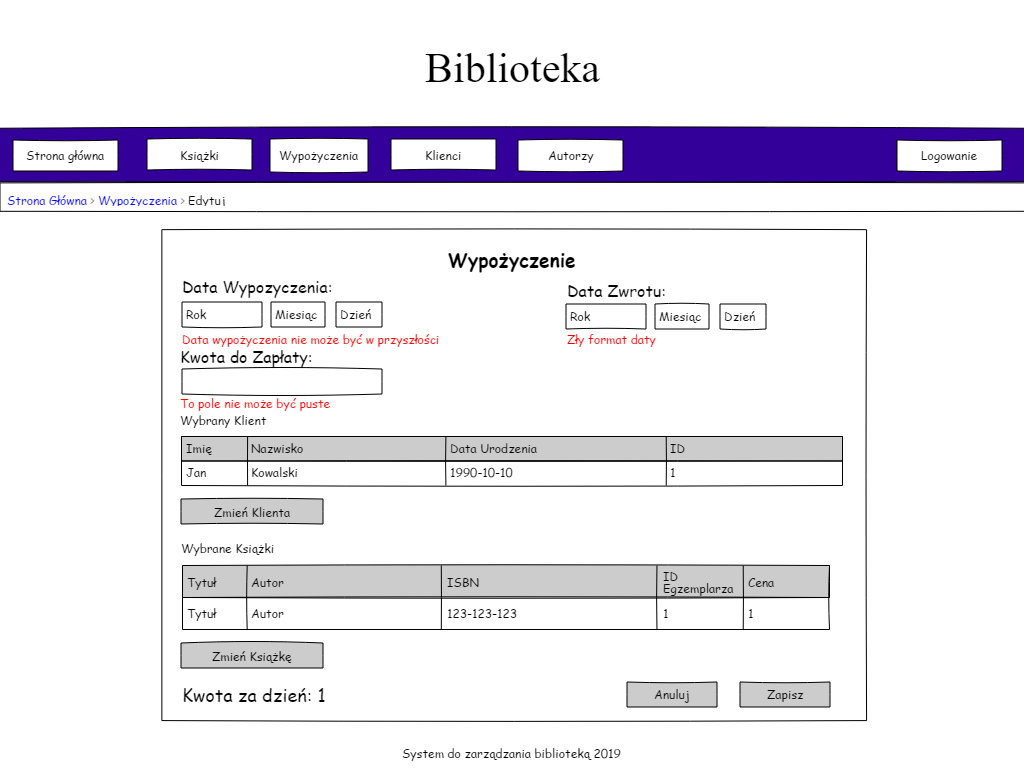 Biblioteka
Strona główna Książki Wypożyczenia Klienci Autorzy Logowanie
Strona Główna > Wypożyczenia > Edytuj
Wypożyczenie
Data Wypozyczenia: Data Zwrotu:
Rok Miesiąc Dzień Rok Miesiąc Dzień
Data wypożyczenia nie może być w przyszłości Zły format daty
Kwota do Zapłaty:
To pole nie może być puste
Wybrany Klient
Imię Nazwisko Data Urodzenia ID
Jan Kowalski 1990-10-10 1
Zmień Klienta
Wybrane Książki
Tytuł Autor ISBN ID Egzemplarza Cena
Tytuł Autor 123-123-123 1 1
Zmień Książkę
Kwota za dzień: 1 Anuluj Zapisz
System do zarządzania biblioteką 2019